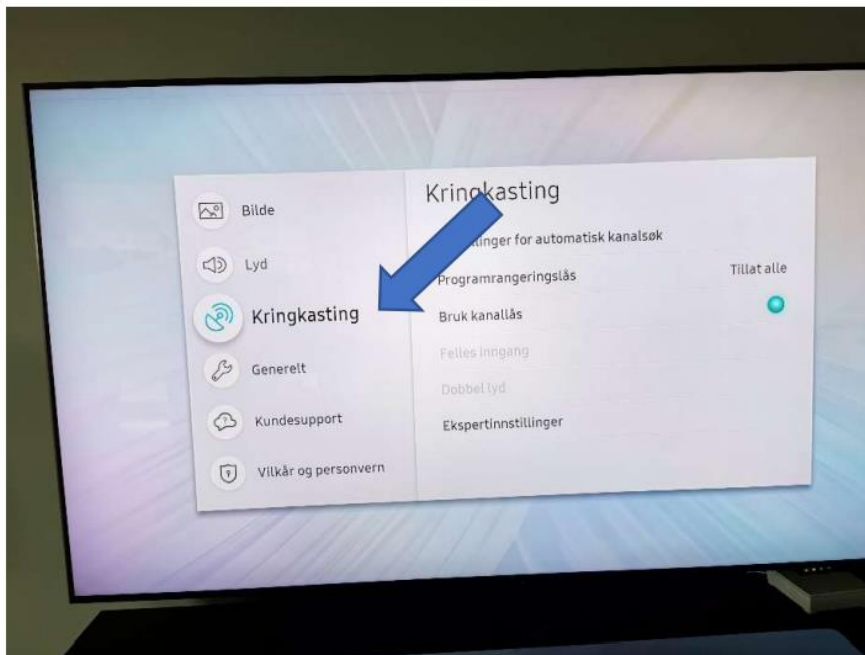 Bilde
Lyd
Kringkasting
Generelt
Kundesupport
Vilkår og personvern
Kringkasting
for automatisk kanalsøk
Programrangeringslås
Tillat alle
Bruk kanallås
Felles inngang
Dobbel lyd
Ekspertinnstillinger